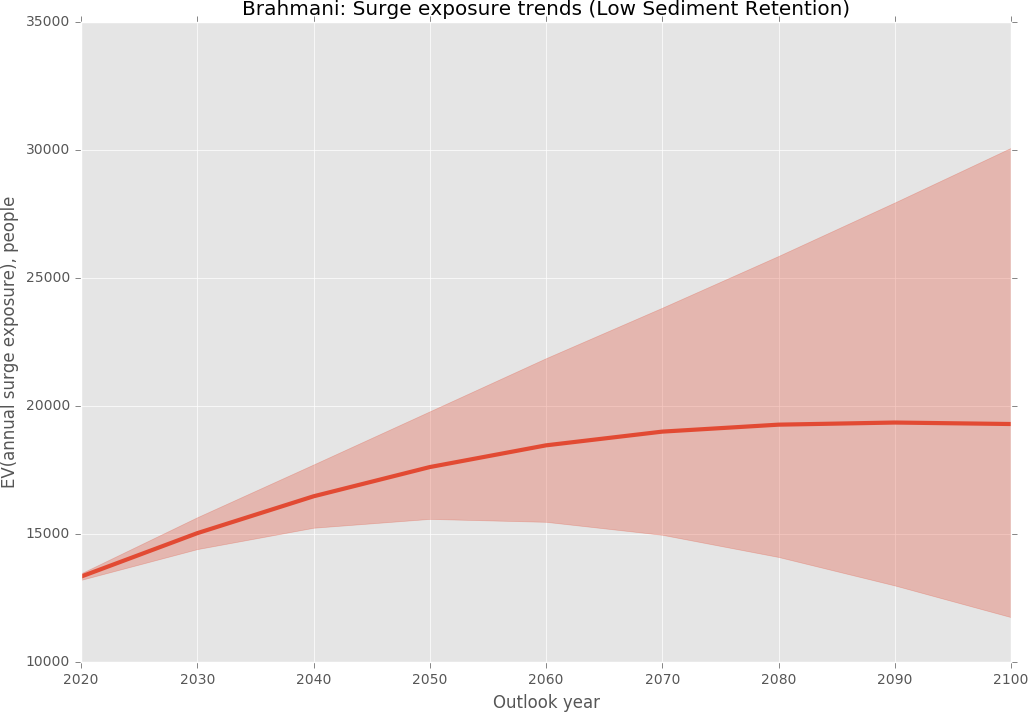 Brahmani: Surge exposure trends (Low Sediment Retention)
35000
30000
25000
20000
15000
10000
EV(annual surge exposure), people
2020 2030 2040 2050 2060 2070 2080 2090 2100
Outlook year